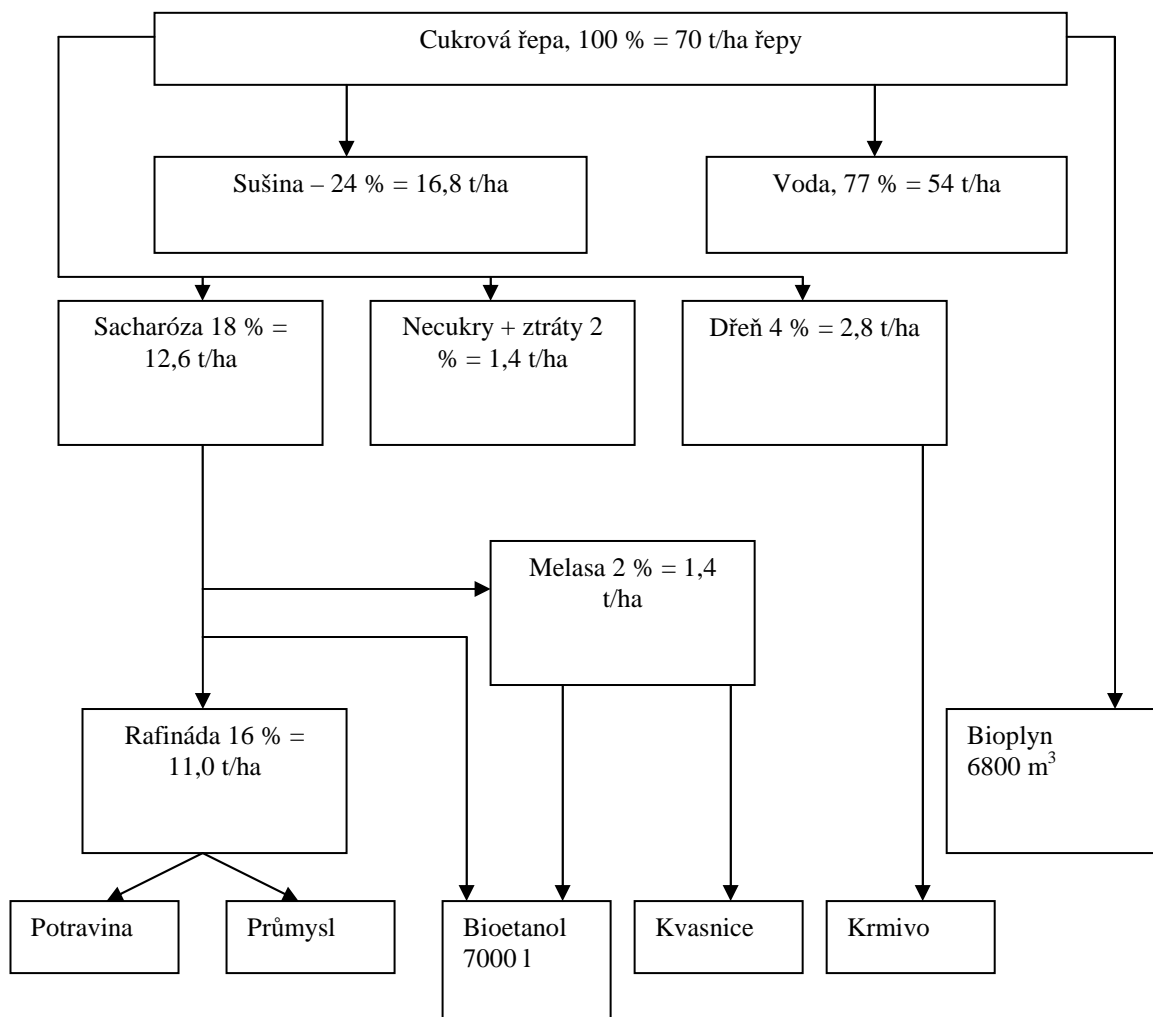 Cukrová řepa, 100 % = 70 t/ha řepy
Sušina – 24 % = 16,8 t/ha
Voda, 77 % = 54 t/ha
Sacharóza 18 % =
12,6 t/ha
Necukry + ztráty 2
% = 1,4 t/ha
Dřeň 4 % = 2,8 t/ha
Melasa 2 % = 1,4
t/ha
Rafináda 16 % =
11,0 t/ha
Bioplyn
6800 m³
Potravina
Průmysl
Bioetanol
7000 l
Kvasnice
Krmivo